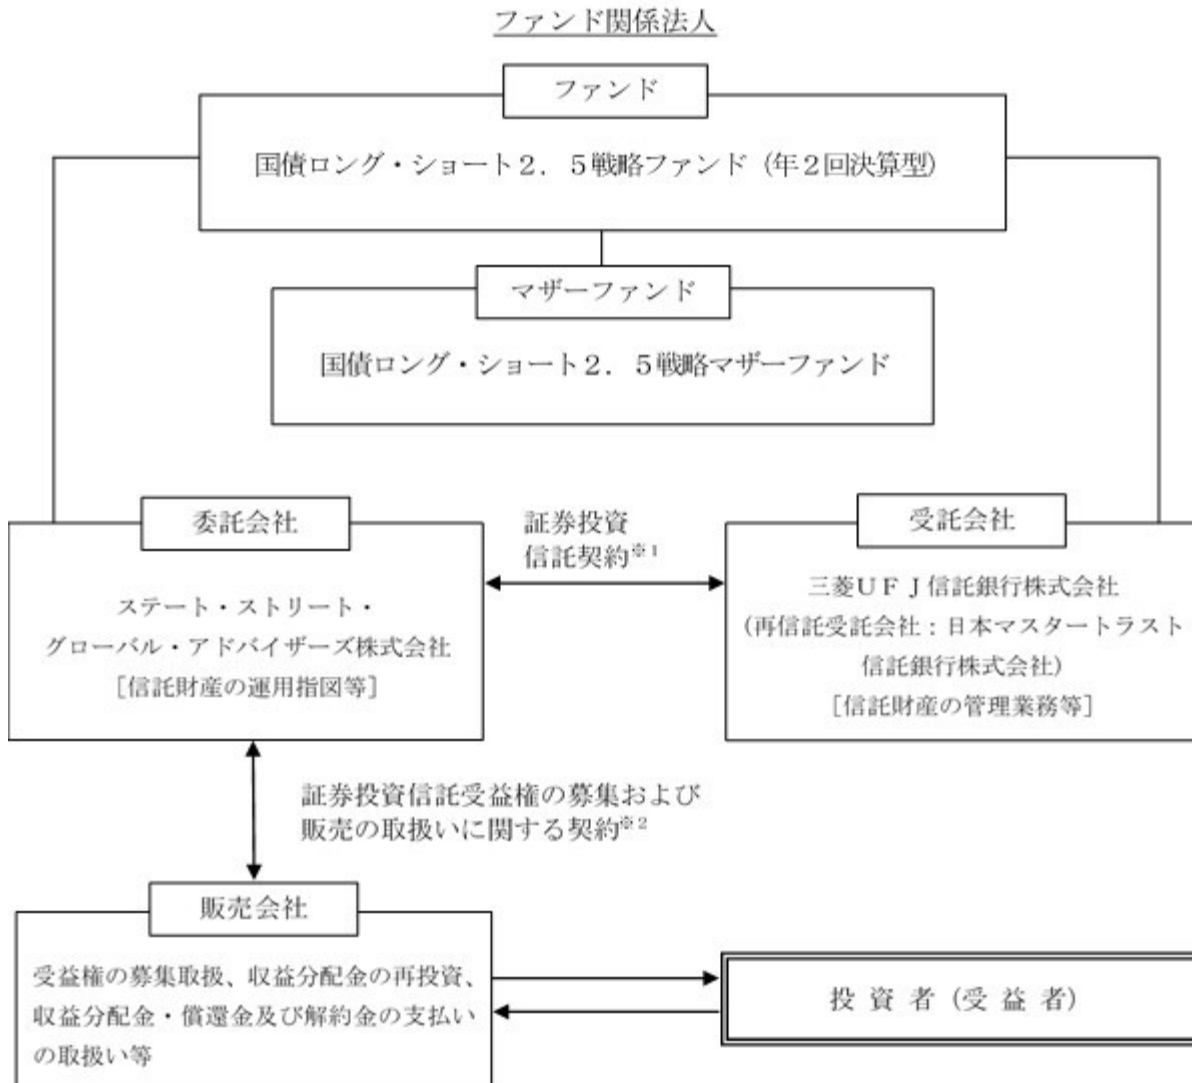 ファンド関係法人
ファンド
国債ロング・ショート２．５戦略ファンド（年２回決算型）
マザーファンド
国債ロング・ショート２．５戦略マザーファンド
委託会社
ステート・ストリート・
グローバル・アドバイザーズ株式会社
［信託財産の運用指図等］
証券投資
信託契約※1
受託会社
三菱ＵＦＪ信託銀行株式会社
(再信託受託会社：日本マスタートラスト
信託銀行株式会社)
［信託財産の管理業務等］
証券投資信託受益権の募集および
販売の取扱いに関する契約※2
販売会社
受益権の募集取扱、収益分配金の再投資、
収益分配金・償還金及び解約金の支払い
の取扱い等
投資者（受益者）